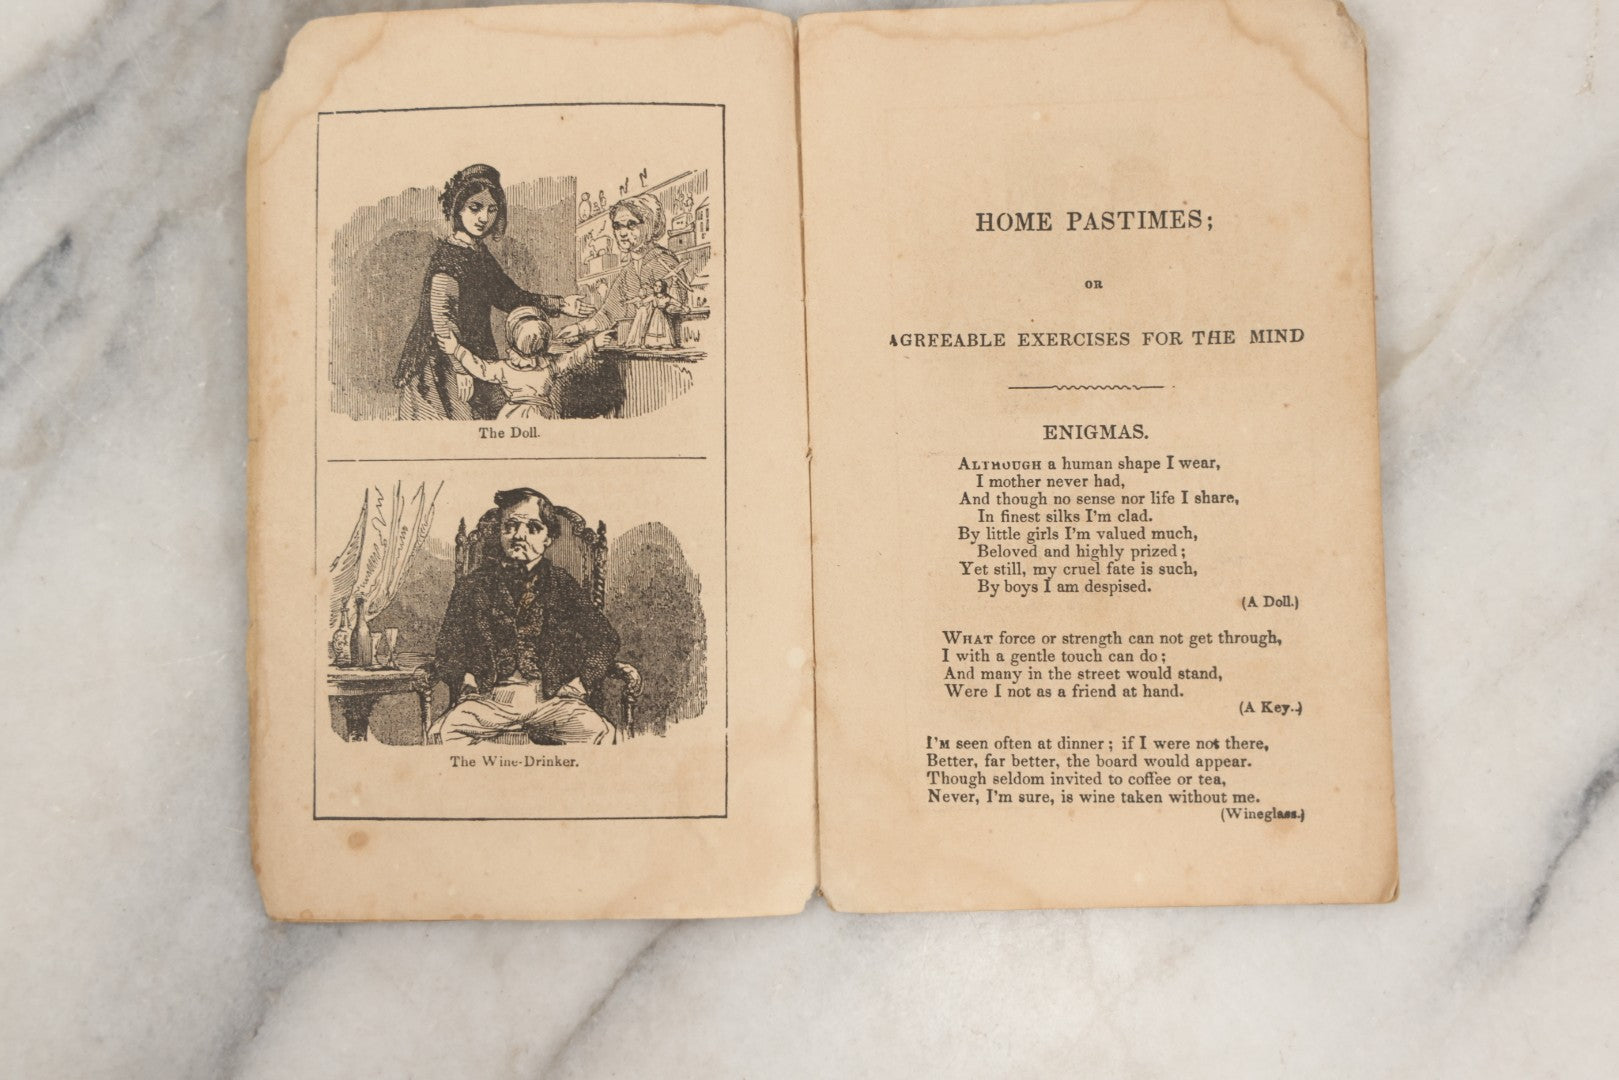 The Doll.
The Wine-Drinker.
HOME PASTIMES;
OR
AGREEABLE EXERCISES FOR THE MIND
ENIGMAS.
ALTHOUGH a human shape I wear,
I mother never had,
And though no sense nor life I share,
In finest silks I'm clad.
By little girls I'm valued much,
Beloved and highly prized;
Yet still, my cruel fate is such,
By boys I am despised.
(A Doll.)
WHAT force or strength can not get through,
I with a gentle touch can do;
And many in the street would stand,
Were I not as a friend at hand.
(A Key.)
I'M seen often at dinner; if I were not there,
Better, far better, the board would appear.
Though seldom invited to coffee or tea,
Never, I'm sure, is wine taken without me.
(Wineglass.)